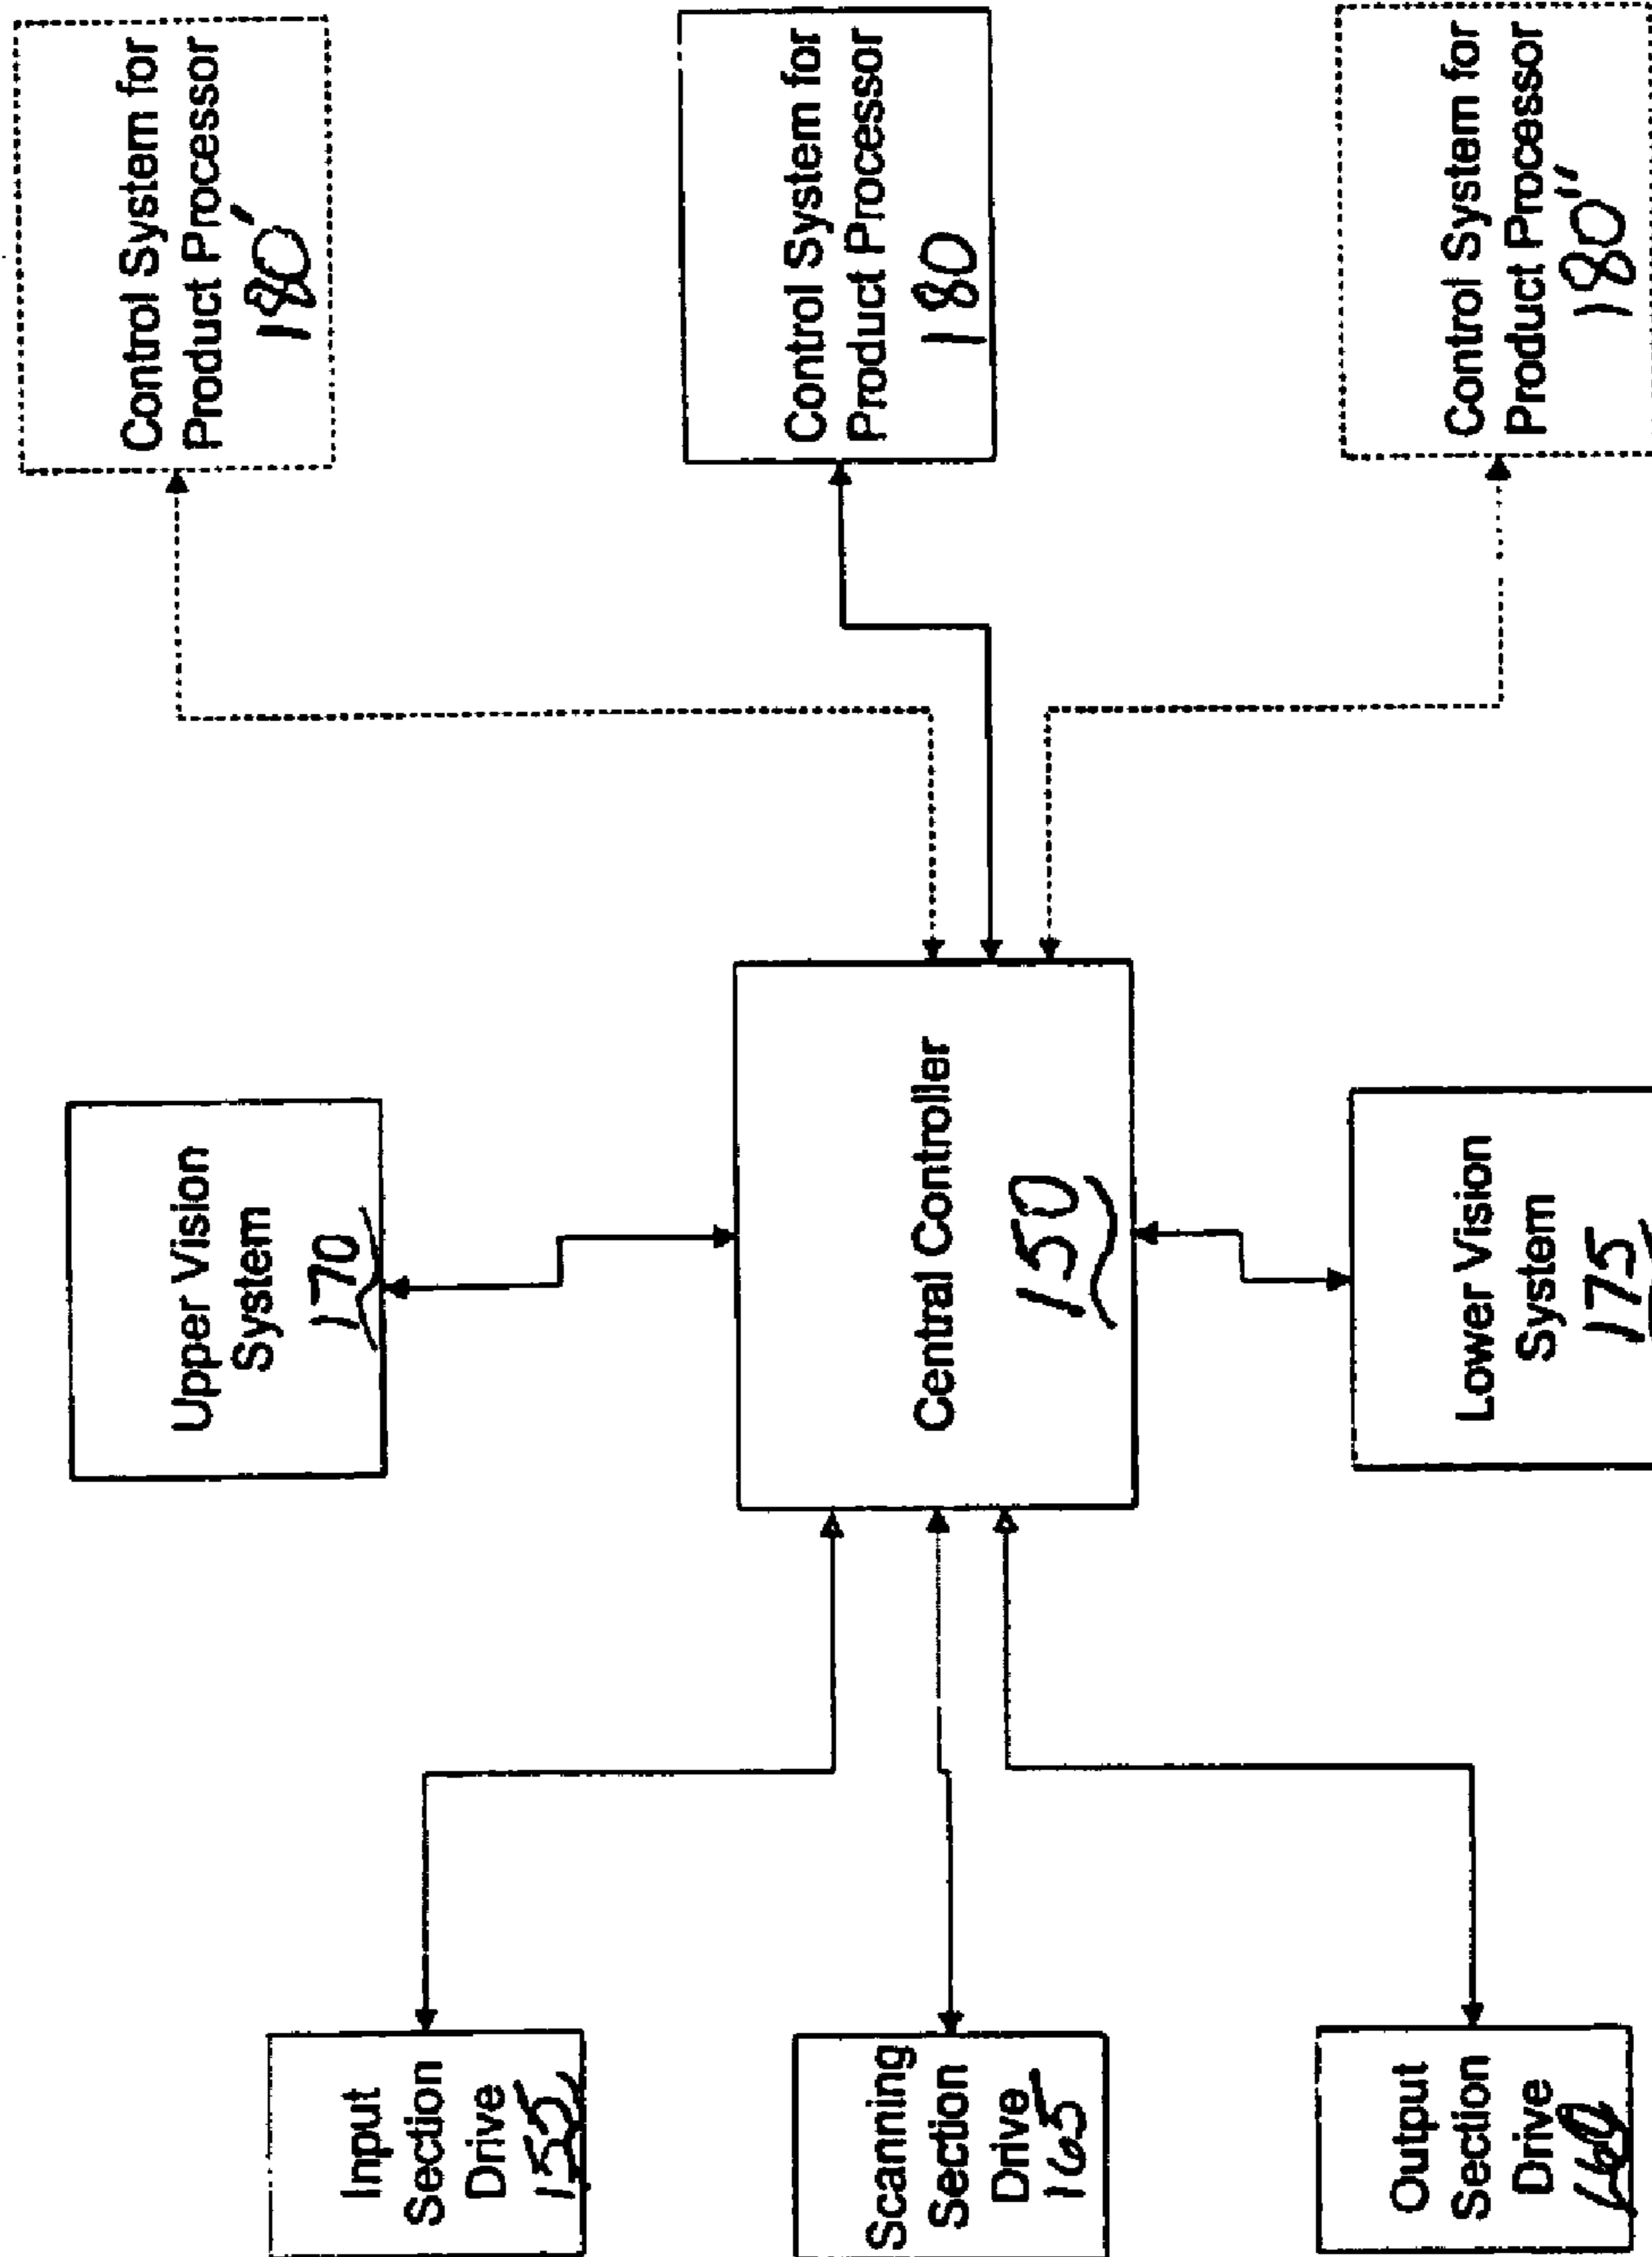 Input
Section
Drive
155
Scanning
Section
Drive
165
Output
Section
Drive
160
Upper Vision
System
170
Central Controller
150
Lower Vision
System
175
Control System for
Product Processor
180'
Control System for
Product Processor
180
Control System for
Product Processor
180"